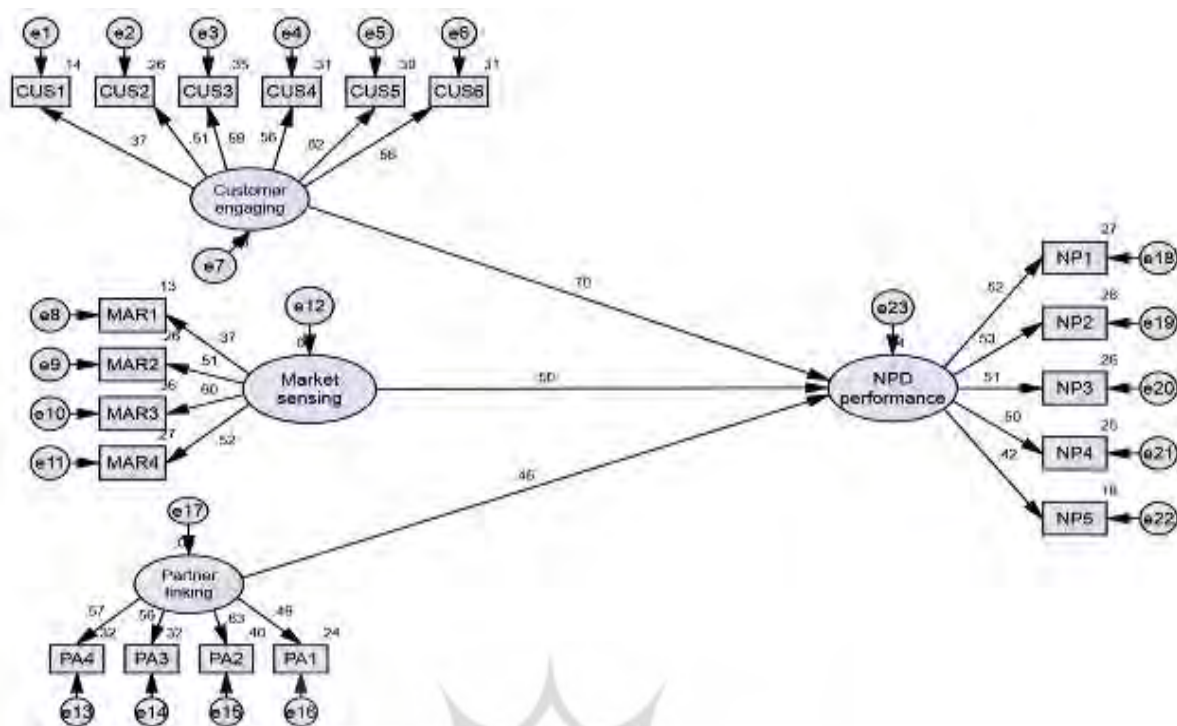 e1 e2 e3 e4 e5 e6
.14 .26 .35 .31 .39 .31
CUS1 CUS2 CUS3 CUS4 CUS5 CUS6
.37 .51 .59 .56 .62 .56
Customer
engaging
e7
.70
.27
NP1 e18
.52
.26
NP2 e19
.53
.26
NP3 e20
.51
.25
NP4 e21
.50
.18
NP5 e22
.42
e23
NPD
performance
e12
Market
sensing
.50
.13
e8 MAR1
.37
.26
e9 MAR2
.51
.36
e10 MAR3
.60
.27
e11 MAR4
.52
.46
e17
Partner
linking
.57 .56 .63 .49
.32 .32 .40 .24
PA4 PA3 PA2 PA1
e13 e14 e15 e16